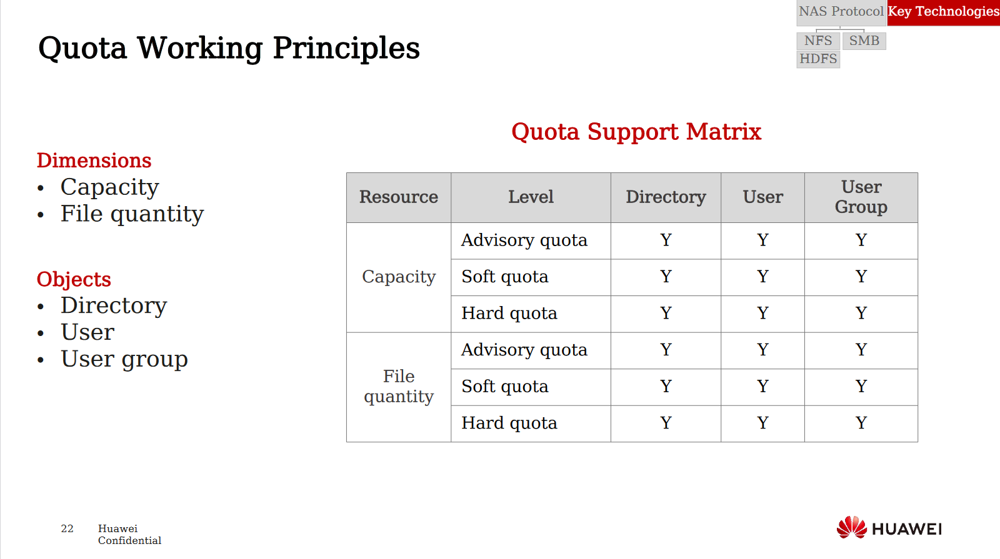 NAS Protocol
Key Technologies
NFS
SMB
HDFS
Quota Working Principles
Dimensions
• Capacity
• File quantity
Objects
• Directory
• User
• User group
Quota Support Matrix
Resource Level Directory User User Group
Capacity
Advisory quota Y Y Y
Soft quota Y Y Y
Hard quota Y Y Y
File
quantity
Advisory quota Y Y Y
Soft quota Y Y Y
Hard quota Y Y Y
22
Huawei
Confidential
HUAWEI